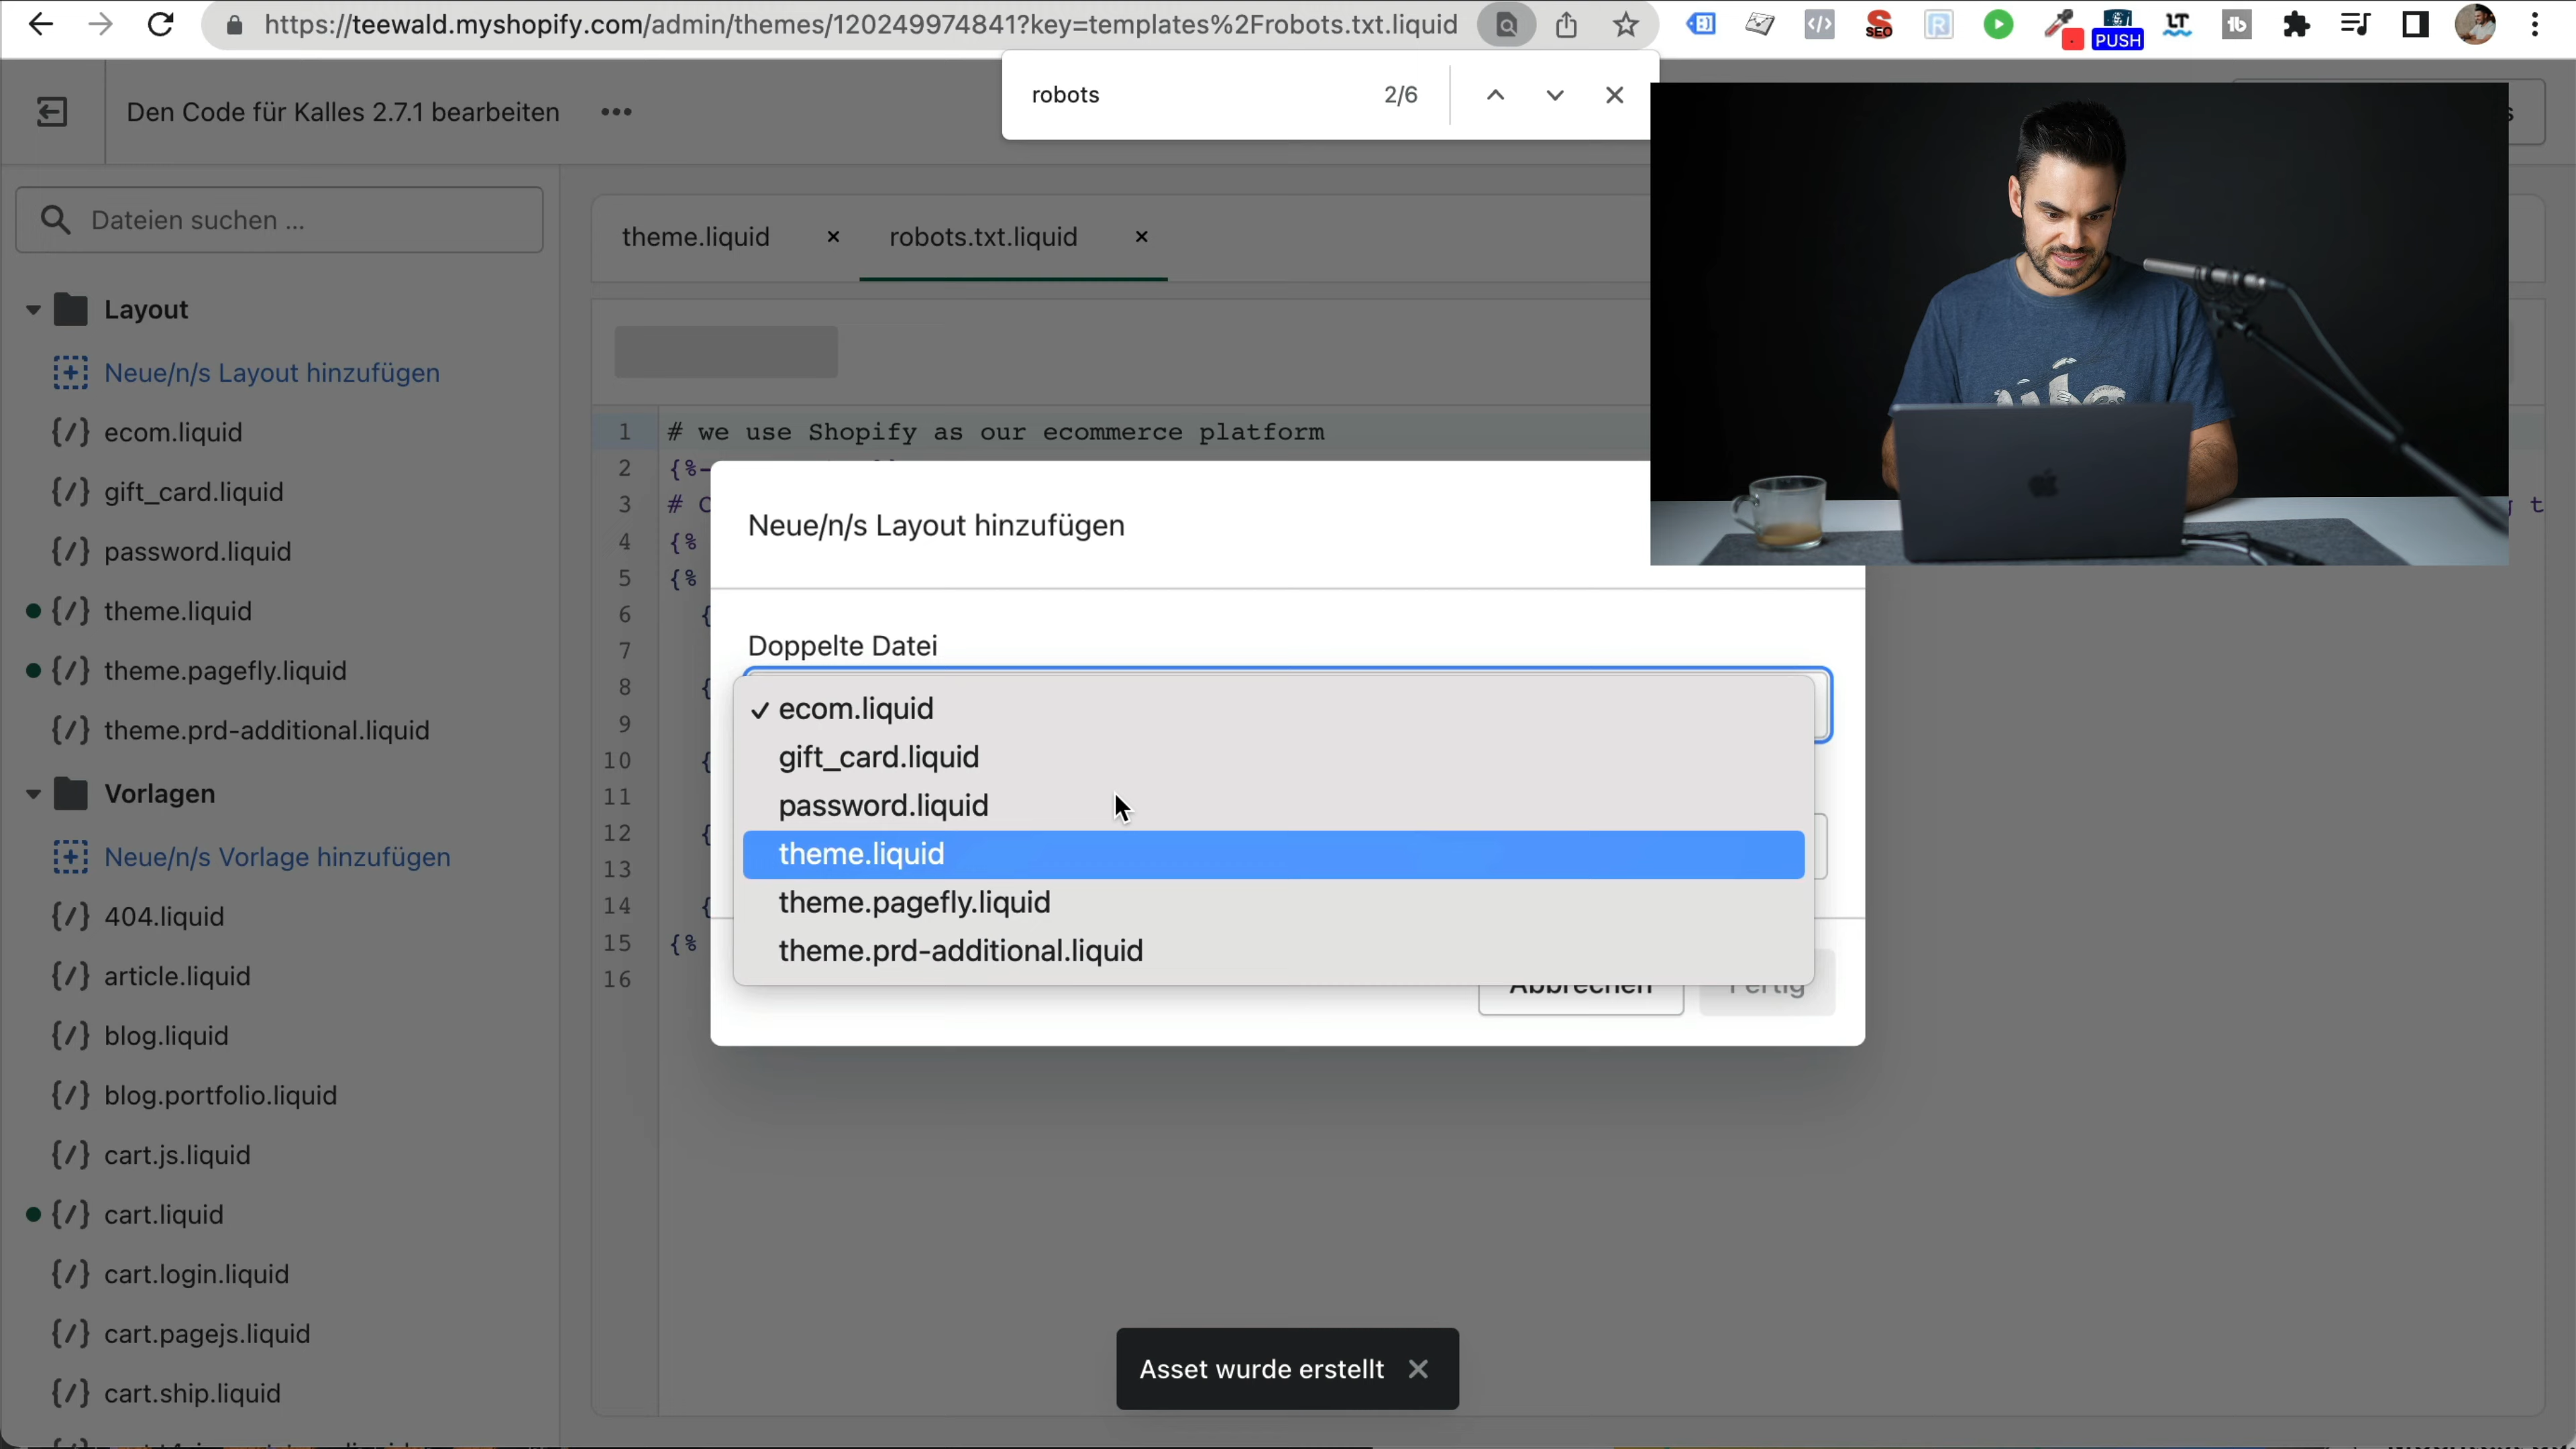 https://teewald.myshopify.com/admin/themes/120249974841?key=templates%2Frobots.txt.liquid
SEO
PUSH
LT
robots
2/6
Den Code für Kalles 2.7.1 bearbeiten
Dateien suchen ...
theme.liquid
robots.txt.liquid
Layout
Neue/n/s Layout hinzufügen
ecom.liquid
gift_card.liquid
password.liquid
theme.liquid
theme.pagefly.liquid
theme.prd-additional.liquid
Vorlagen
Neue/n/s Vorlage hinzufügen
404.liquid
article.liquid
blog.liquid
blog.portfolio.liquid
cart.js.liquid
cart.liquid
cart.login.liquid
cart.pagejs.liquid
cart.ship.liquid
1 # we use Shopify as our ecommerce platform
2 {%-
3 #
4 {%
5 {%
6 {
7
8 {
9
10 {
11
12 {
13
14 {
15 {%
16
Neue/n/s Layout hinzufügen
Doppelte Datei
✓ ecom.liquid
gift_card.liquid
password.liquid
theme.liquid
theme.pagefly.liquid
theme.prd-additional.liquid
Abbrechen
Fertig
Asset wurde erstellt